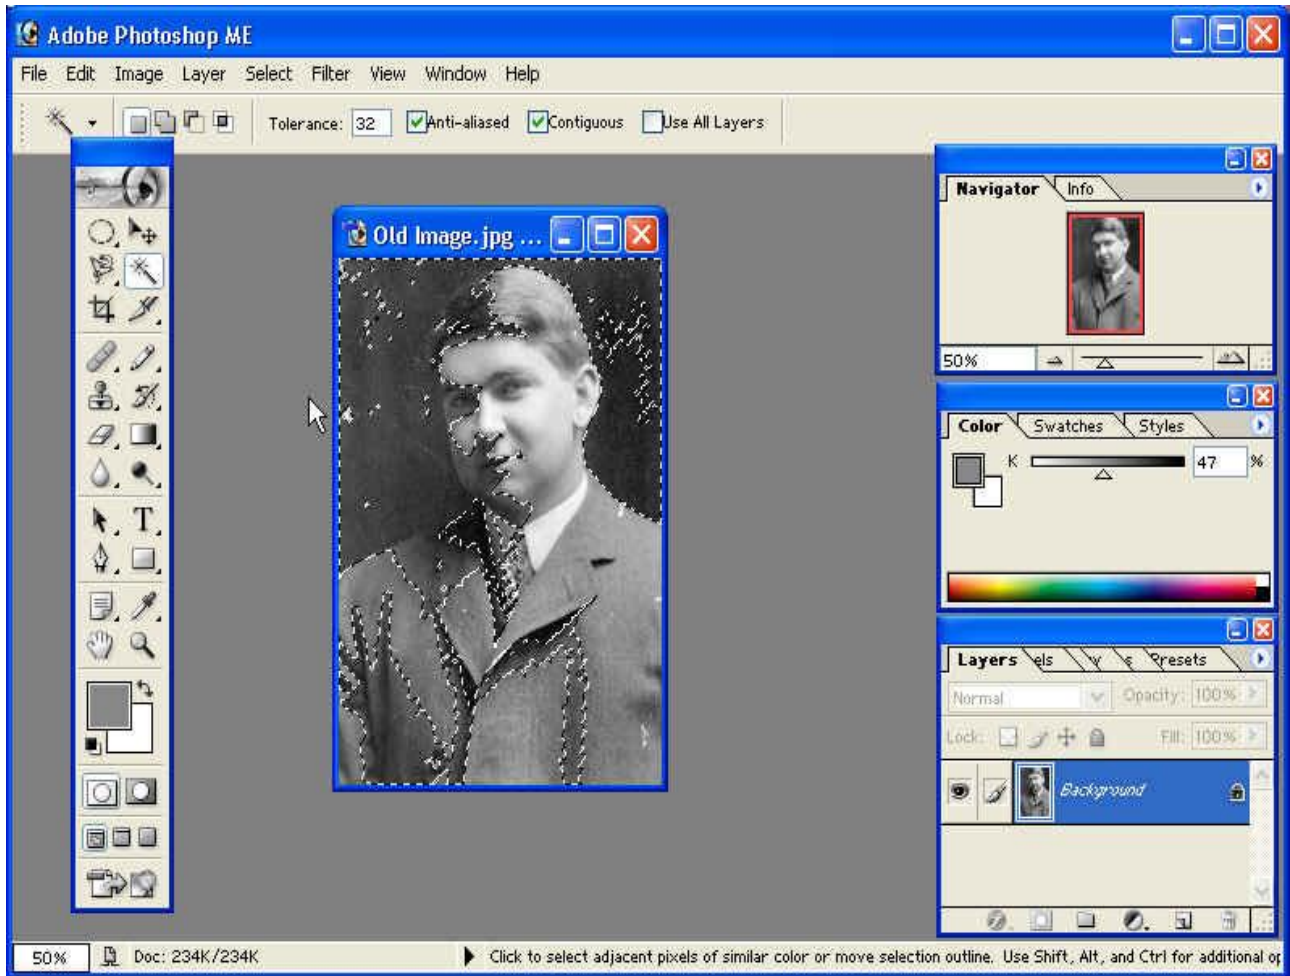 Adobe Photoshop ME
File Edit Image Layer Select Filter View Window Help
Tolerance: 32 Anti-aliased Contiguous Use All Layers
Old Image.jpg ...
Navigator Info
50%
Color Swatches Styles
K 47 %
Layers els y s Presets
Normal Opacity: 100%
Lock: Fill: 100%
Background
T
50% Doc: 234K/234K Click to select adjacent pixels of similar color or move selection outline. Use Shift, Alt, and Ctrl for additional op